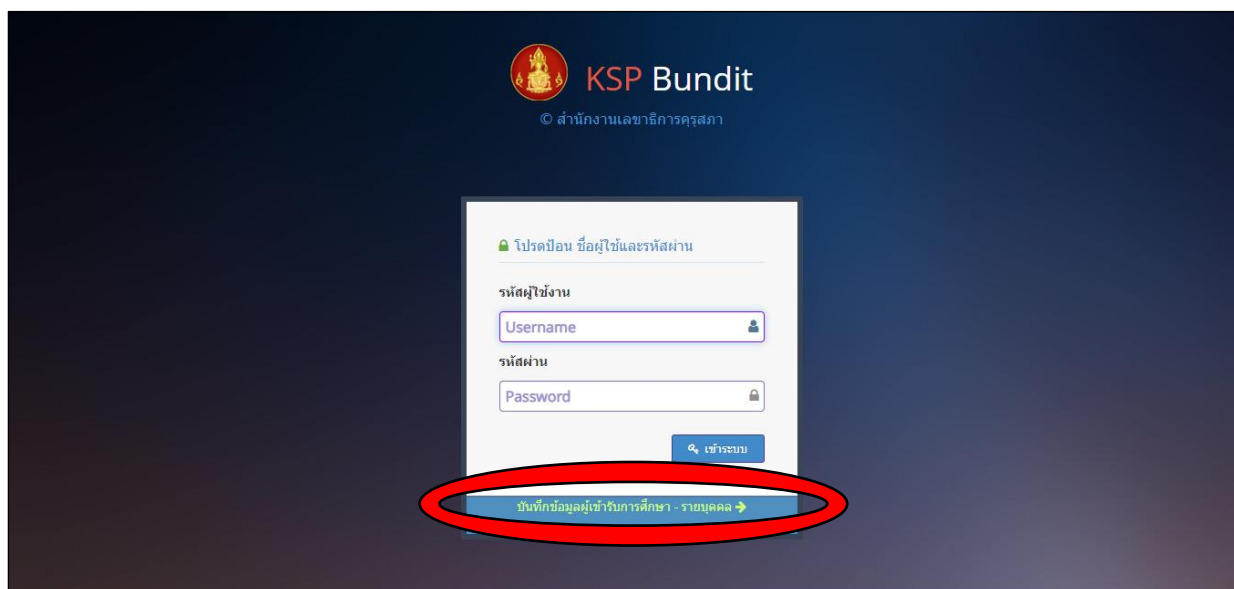 KSP Bundit
© สำนักงานเลขาธิการคุรุสภา
โปรดป้อน ชื่อผู้ใช้และรหัสผ่าน
รหัสผู้ใช้งาน
Username
รหัสผ่าน
Password
เข้าระบบ
บันทึกข้อมูลผู้เข้ารับการศึกษา - รายบุคคล